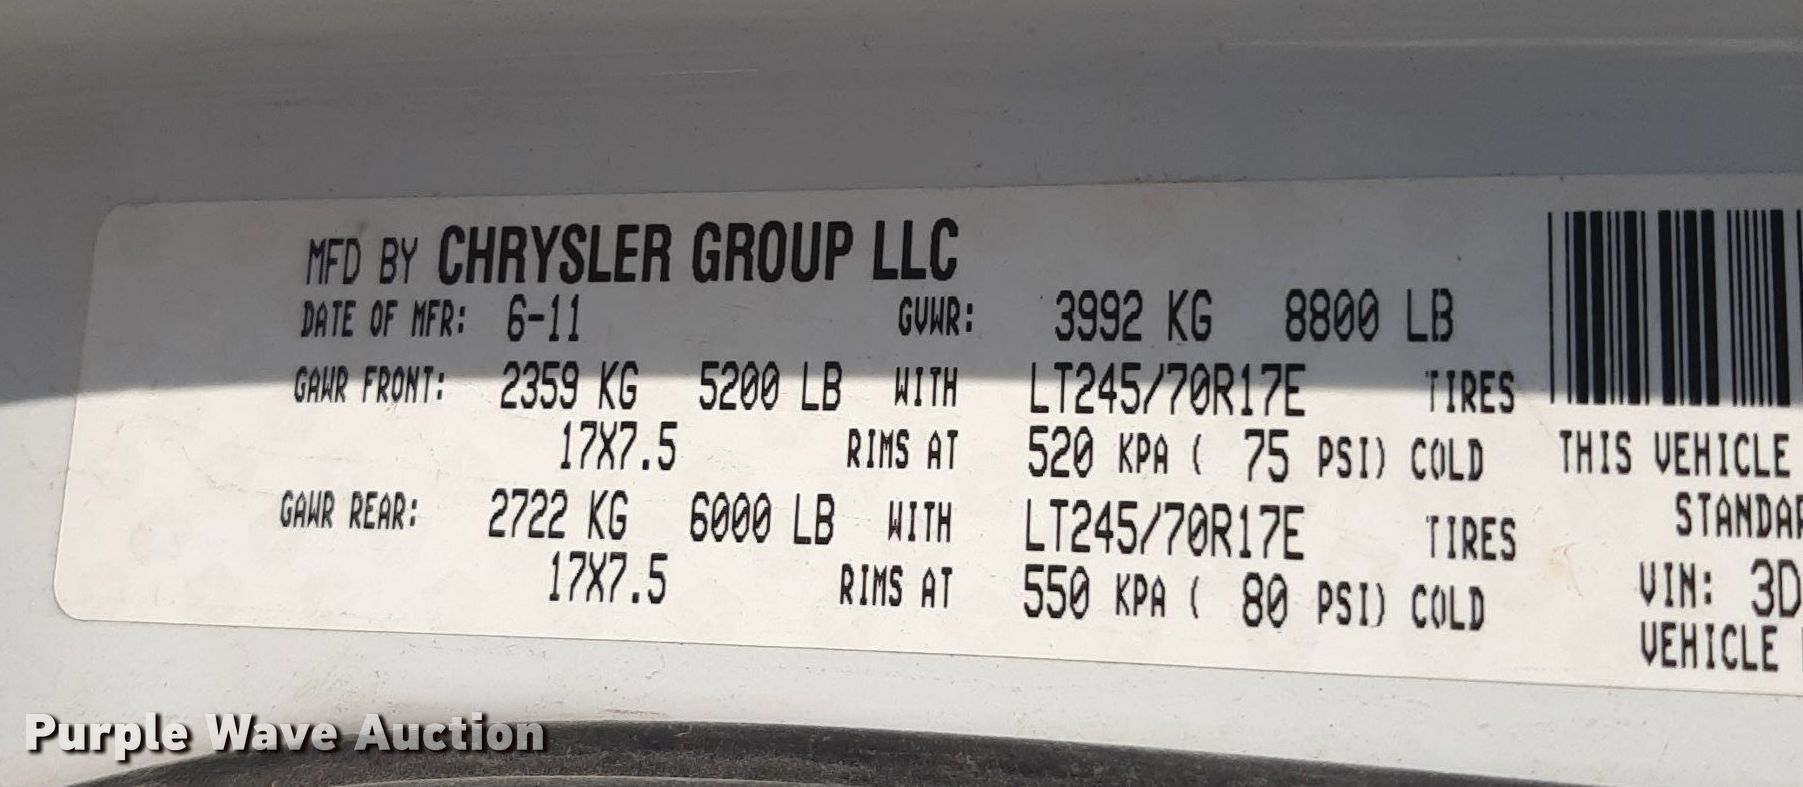 MFD BY CHRYSLER GROUP LLC
DATE OF MFR: 6-11 GVWR: 3992 KG 8800 LB
GAWR FRONT: 2359 KG 5200 LB WITH LT245/70R17E TIRES
17X7.5 RIMS AT 520 KPA ( 75 PSI) COLD
GAWR REAR: 2722 KG 6000 LB WITH LT245/70R17E TIRES
17X7.5 RIMS AT 550 KPA ( 80 PSI) COLD
THIS VEHICLE
STANDAR
VIN: 3D
VEHICLE
Purple Wave Auction